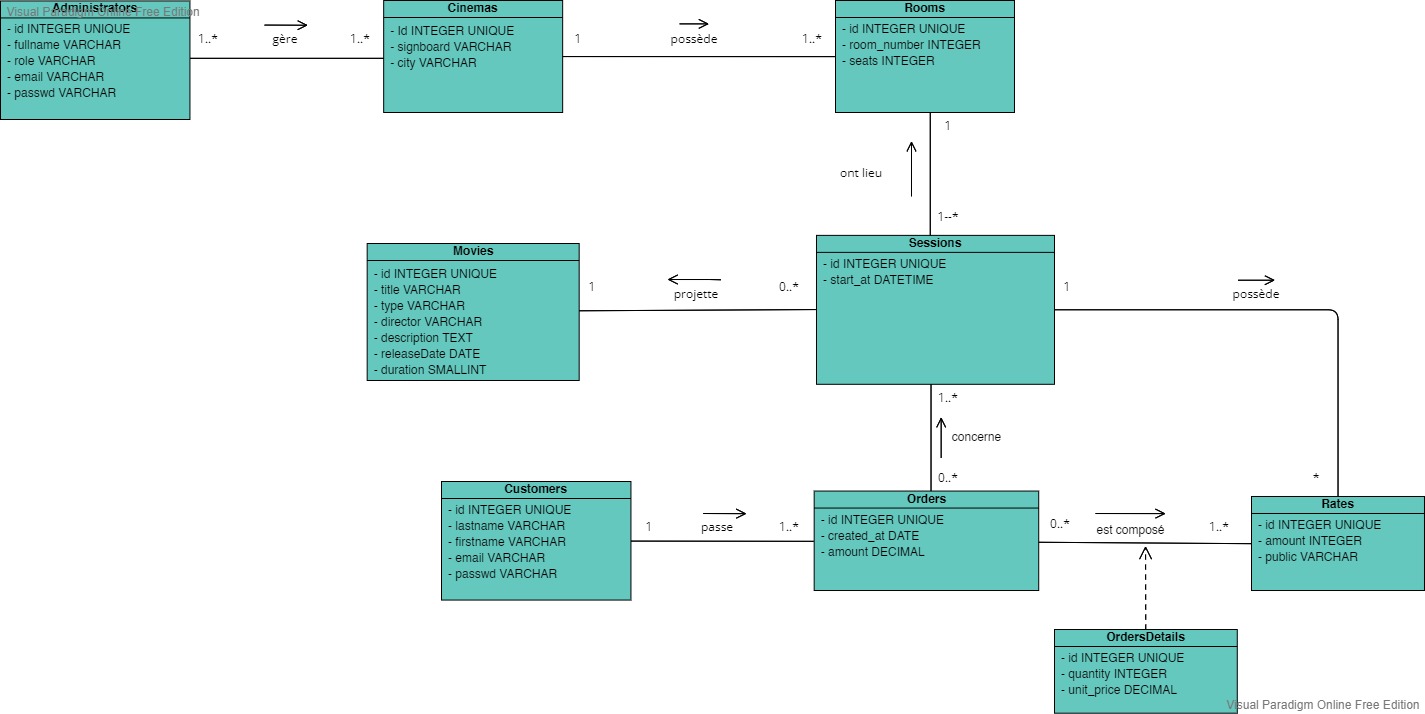 Visual Paradigm Online Free Edition
Administrators
- id INTEGER UNIQUE
- fullname VARCHAR
- role VARCHAR
- email VARCHAR
- passwd VARCHAR
1..*
gère
1..*
Cinemas
- Id INTEGER UNIQUE
- signboard VARCHAR
- city VARCHAR
1
possède
1..*
Rooms
- id INTEGER UNIQUE
- room_number INTEGER
- seats INTEGER
1
ont lieu
1--*
Movies
- id INTEGER UNIQUE
- title VARCHAR
- type VARCHAR
- director VARCHAR
- description TEXT
- releaseDate DATE
- duration SMALLINT
1
projette
0..*
Sessions
- id INTEGER UNIQUE
- start_at DATETIME
1
possède
*
1..*
concerne
0..*
Customers
- id INTEGER UNIQUE
- lastname VARCHAR
- firstname VARCHAR
- email VARCHAR
- passwd VARCHAR
1
passe
1..*
Orders
- id INTEGER UNIQUE
- created_at DATE
- amount DECIMAL
0..*
est composé
1..*
Rates
- id INTEGER UNIQUE
- amount INTEGER
- public VARCHAR
OrdersDetails
- id INTEGER UNIQUE
- quantity INTEGER
- unit_price DECIMAL
Visual Paradigm Online Free Edition